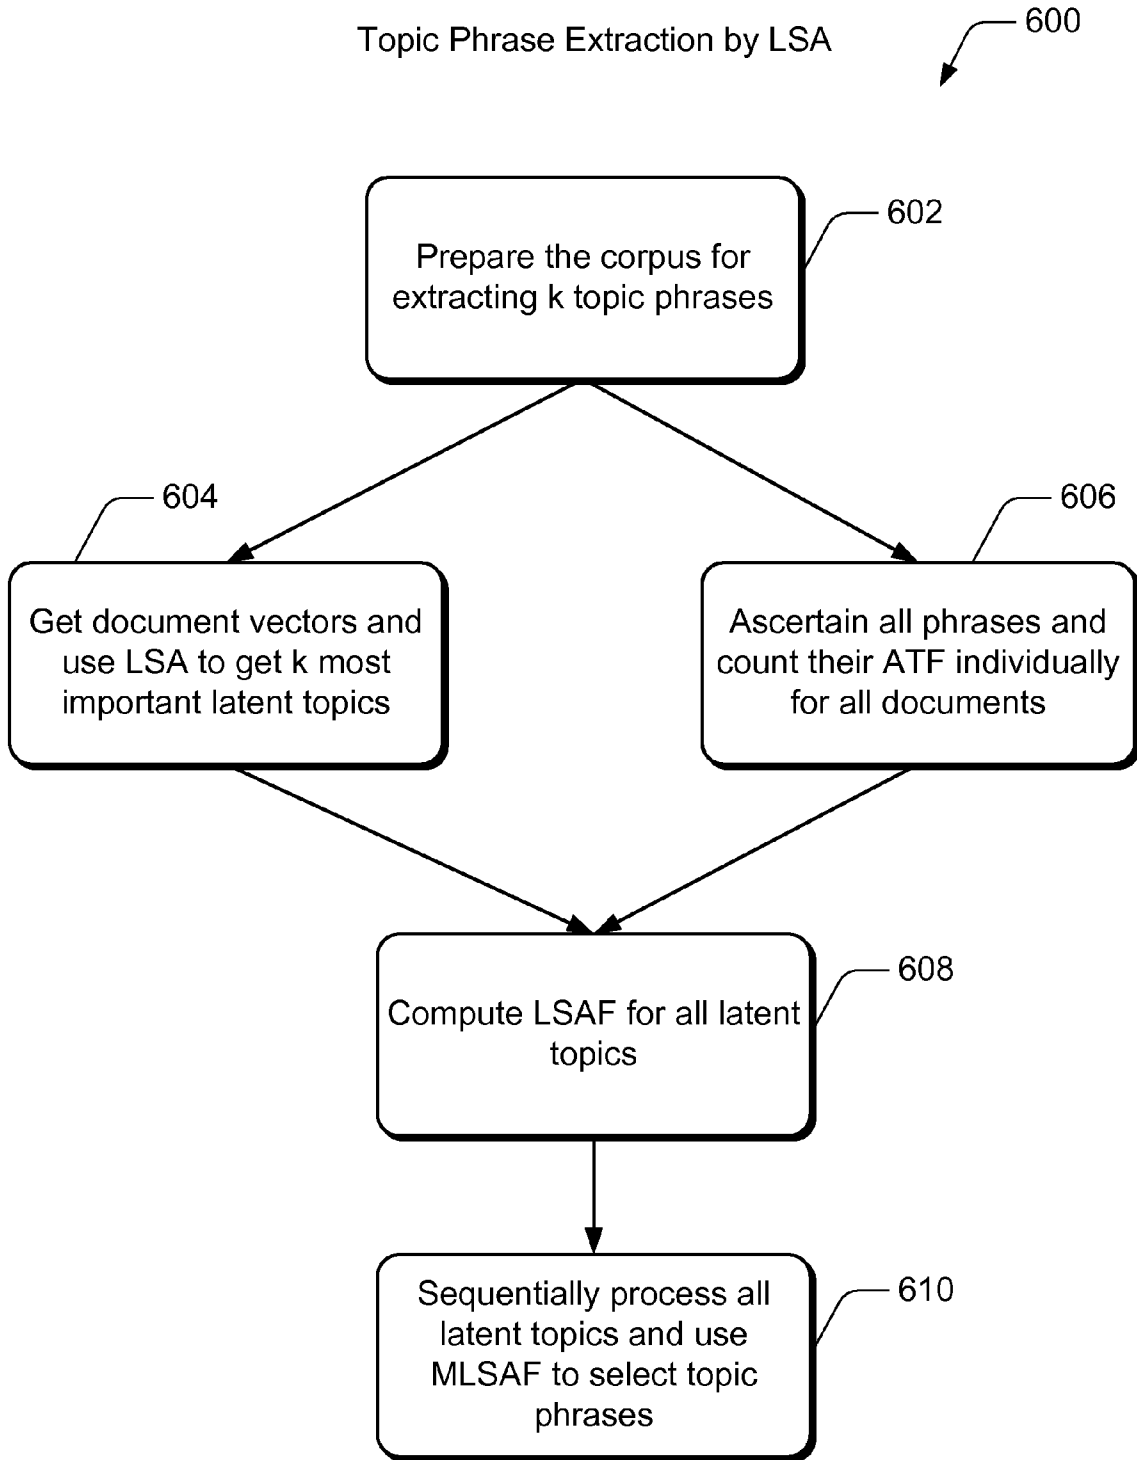 Topic Phrase Extraction by LSA
600
602
Prepare the corpus for
extracting k topic phrases
604
606
Get document vectors and
use LSA to get k most
important latent topics
Ascertain all phrases and
count their ATF individually
for all documents
608
Compute LSAF for all latent
topics
610
Sequentially process all
latent topics and use
MLSAF to select topic
phrases